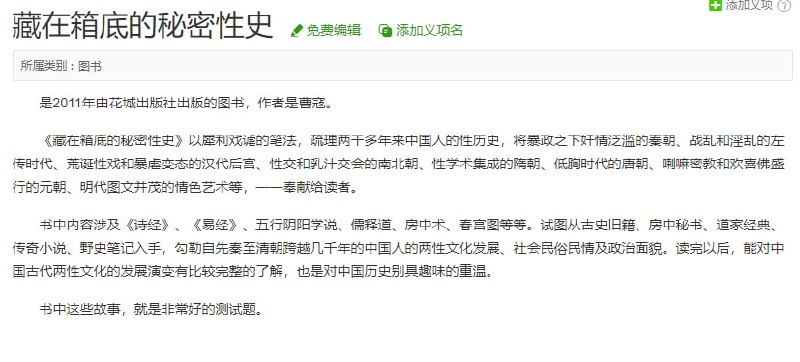 添加义项
藏在箱底的秘密性史 免费编辑 添加义项名
所属类别：图书
是2011年由花城出版社出版的图书，作者是曹蔻。
《藏在箱底的秘密性史》以犀利戏谑的笔法，疏理两千多年来中国人的性历史，将暴政之下奸情泛滥的秦朝、战乱和淫乱的左
传时代、荒诞性戏和暴虐变态的汉代后宫、性交和乳汁交会的南北朝、性学术集成的隋朝、低胸时代的唐朝、喇嘛密教和欢喜佛盛
行的元朝、明代图文并茂的情色艺术等，一一奉献给读者。
书中内容涉及《诗经》、《易经》、五行阴阳学说、儒释道、房中术、春宫图等等。试图从古史旧籍、房中秘书、道家经典、
传奇小说、野史笔记入手，勾勒自先秦至清朝跨越几千年的中国人的两性文化发展、社会民俗民情及政治面貌。读完以后，能对中
国古代两性文化的发展演变有比较完整的了解，也是对中国历史别具趣味的重温。
书中这些故事，就是非常好的测试题。